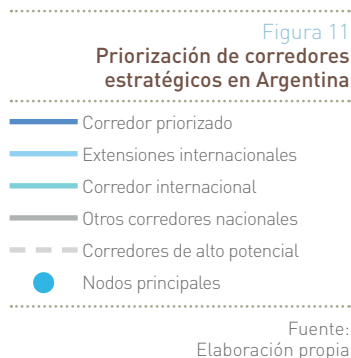 Figura 11
Priorización de corredores
estratégicos en Argentina
Corredor priorizado
Extensiones internacionales
Corredor internacional
Otros corredores nacionales
Corredores de alto potencial
Nodos principales
Fuente:
Elaboración propia